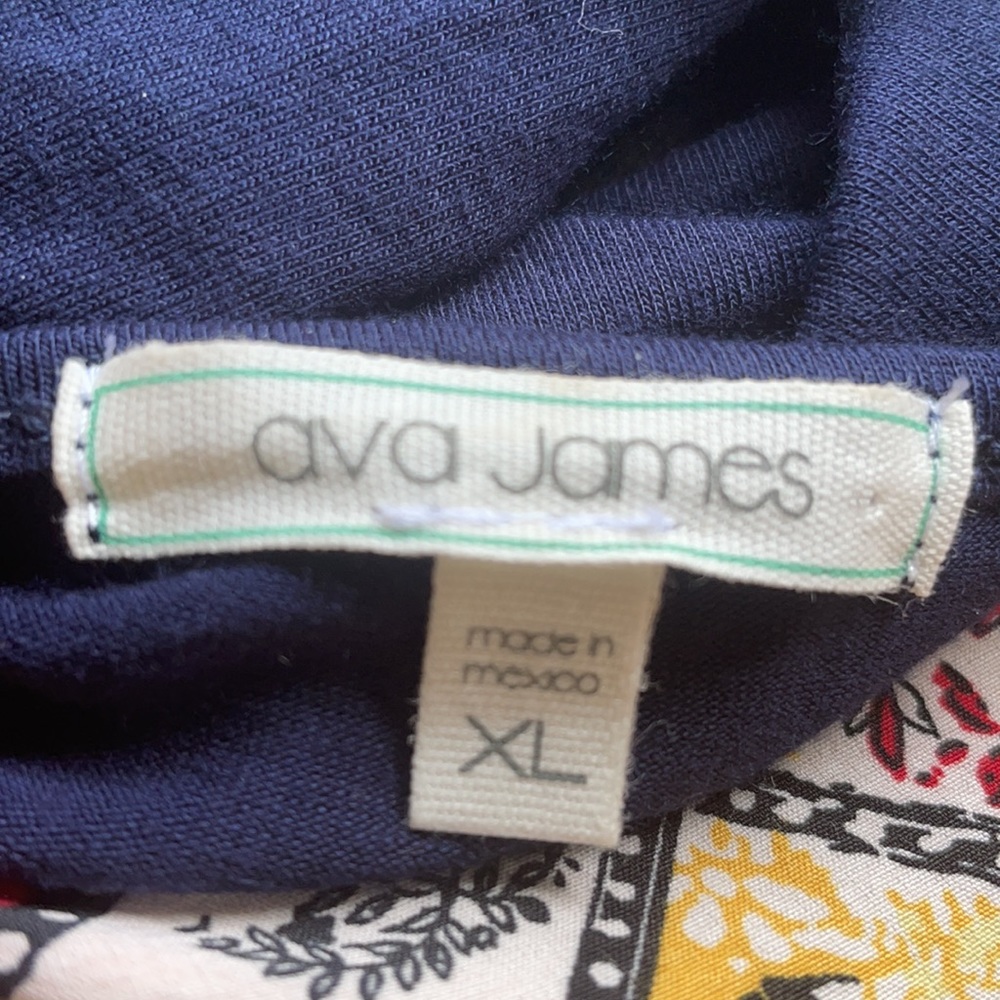 ava James
made in
mexico
XL